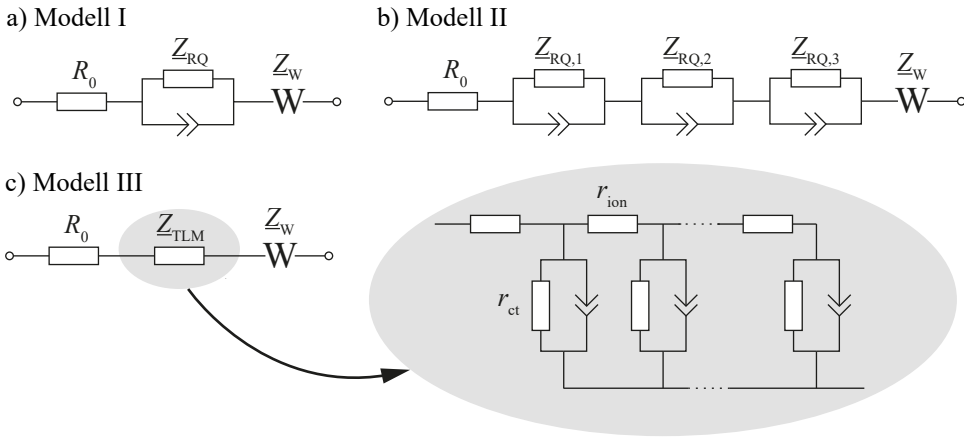 a) Modell I
R0 ZRQ ZW
W
b) Modell II
R0 ZRQ,1 ZRQ,2 ZRQ,3 ZW
W
c) Modell III
R0 ZTLM ZW
W
rion
rct